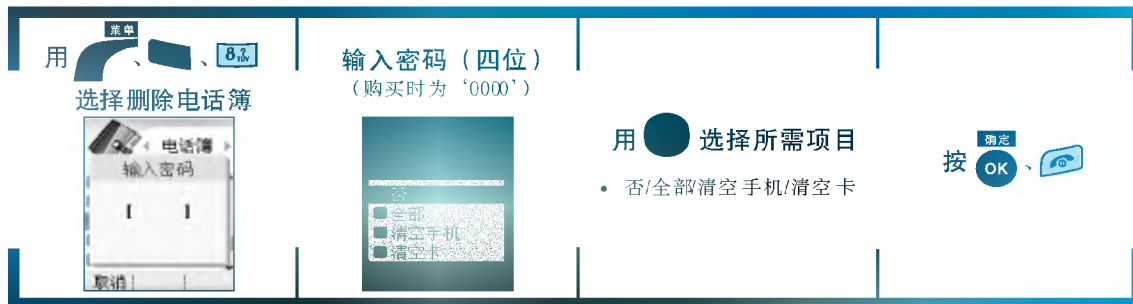 菜单
用 、 、 8
选择删除电话簿
电话簿
输入密码
[ ]
取消
输入密码（四位）
（购买时为‘0000’）
否
全部
清空手机
清空卡
用 选择所需项目
• 否/全部/清空手机/清空卡
确定
按 OK 、